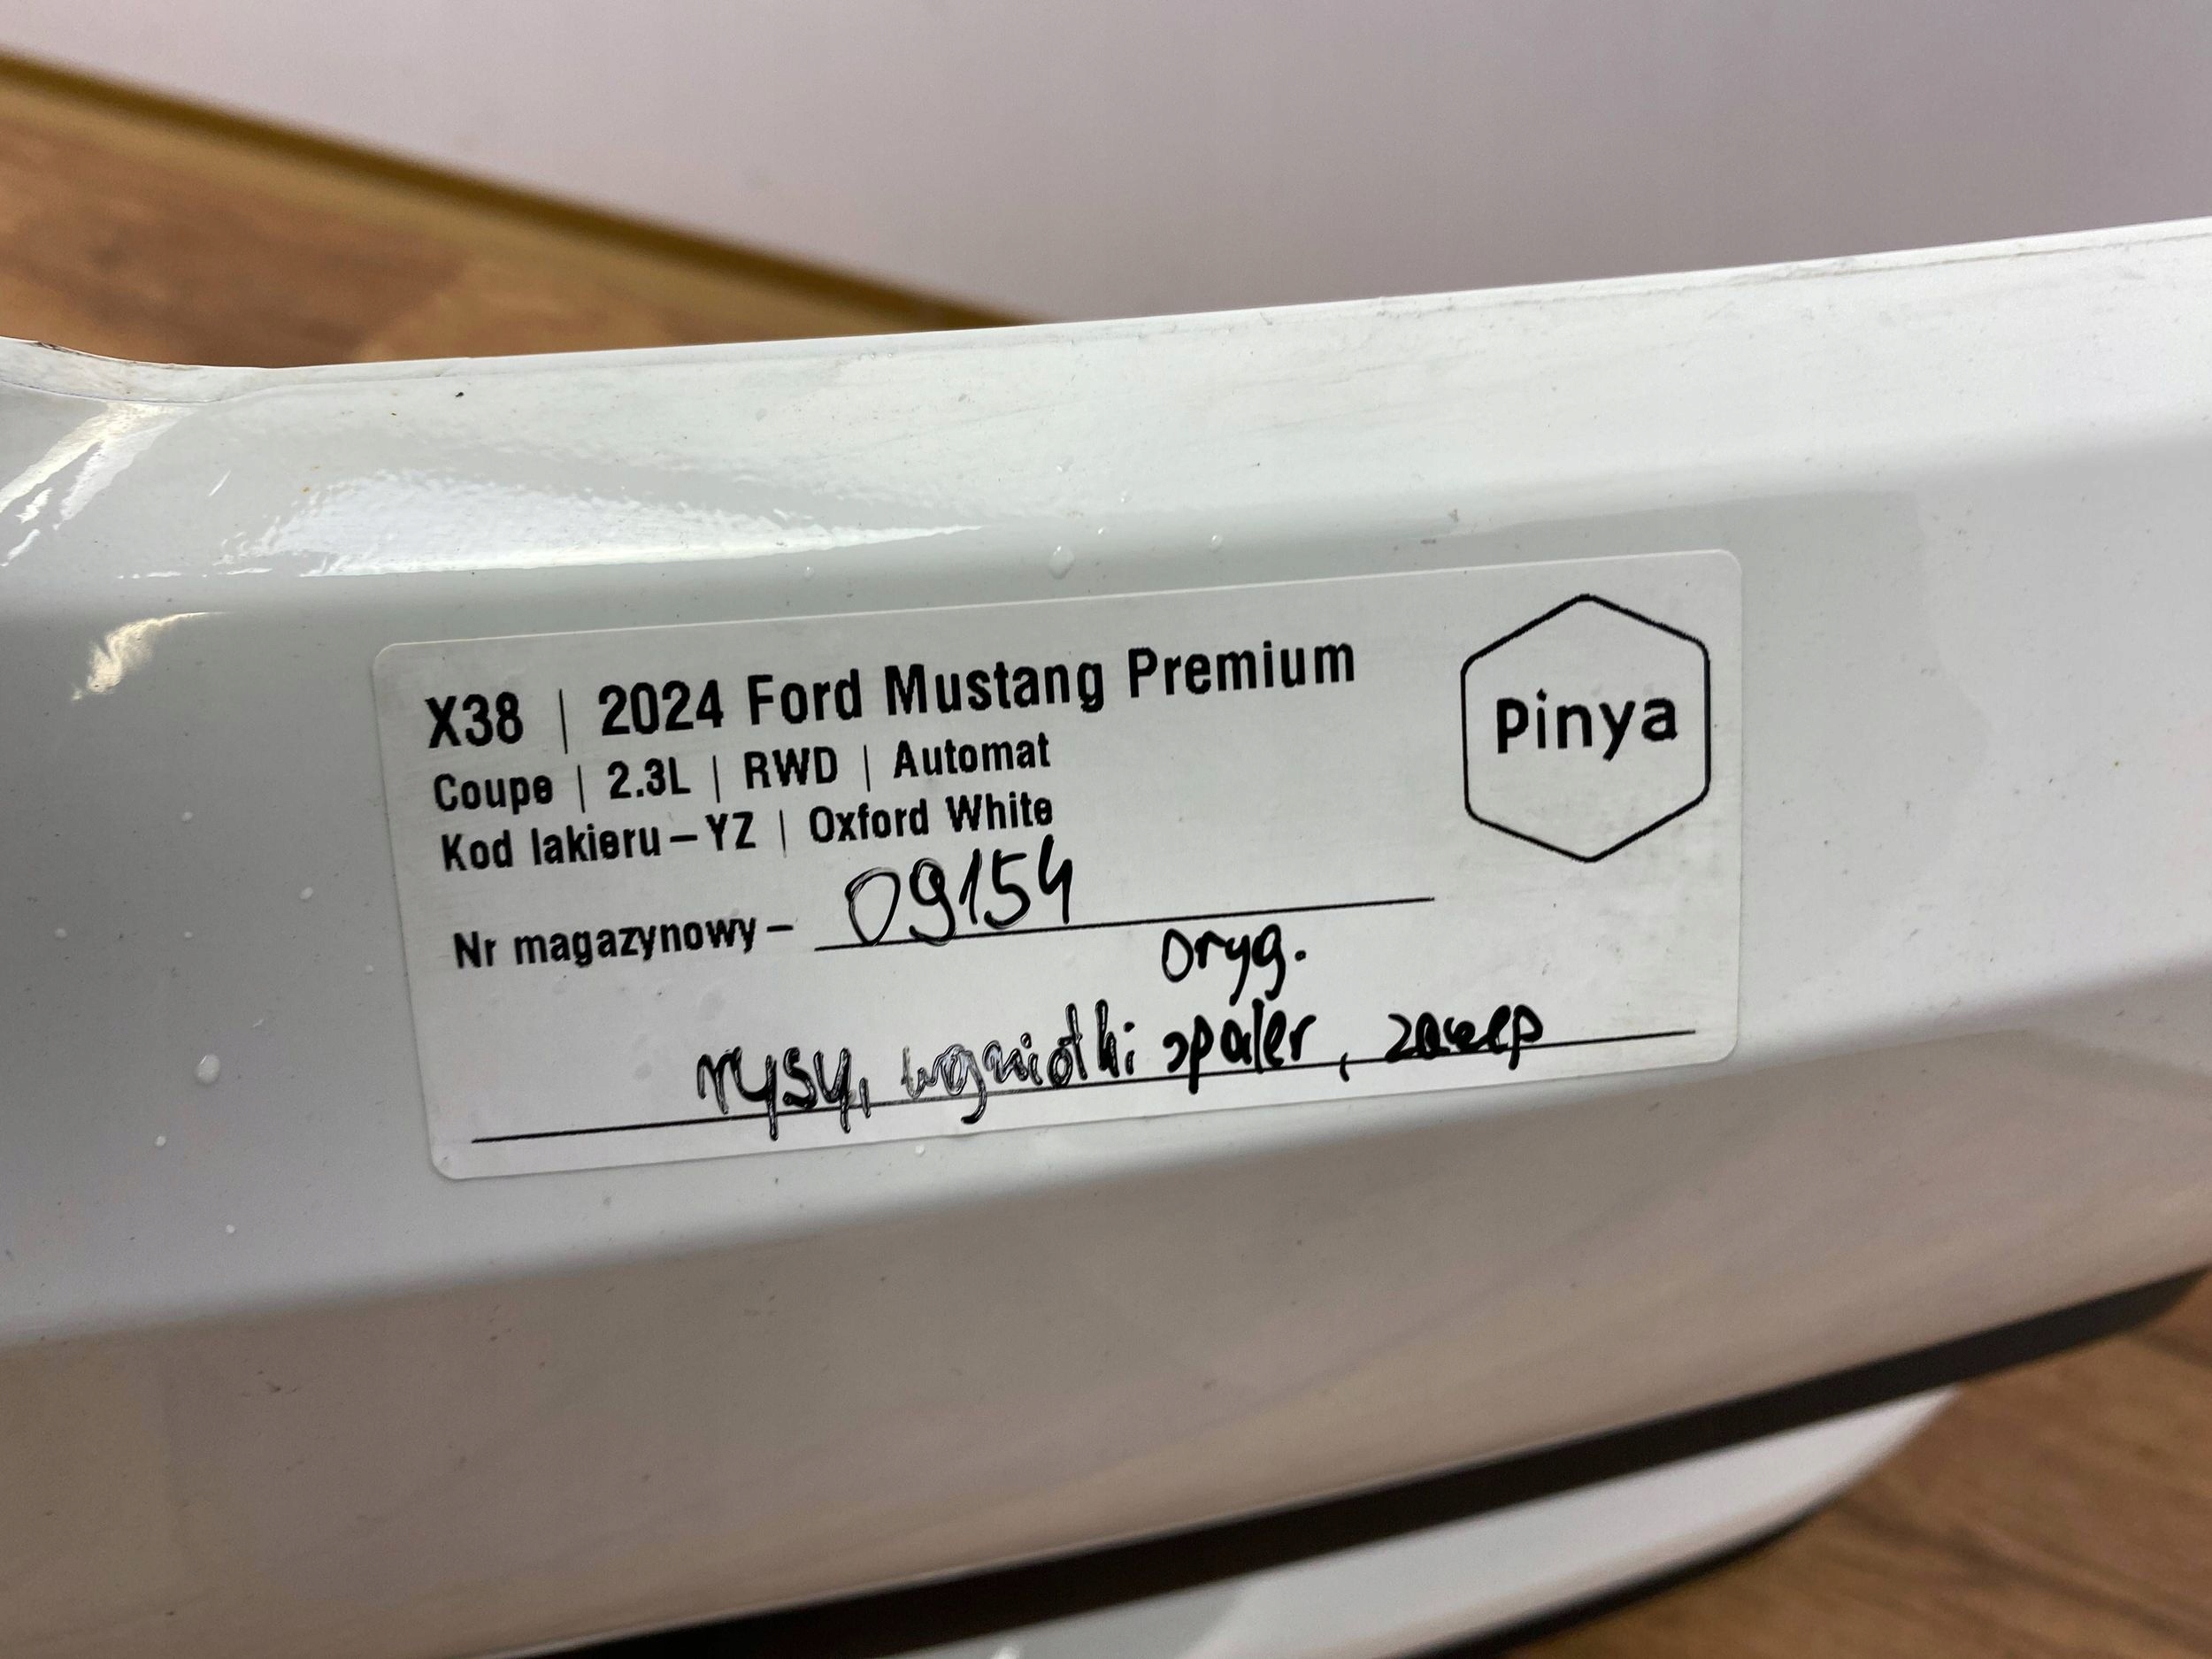 X38 | 2024 Ford Mustang Premium
Coupe | 2.3L | RWD | Automat
Kod lakieru – YZ | Oxford White
Nr magazynowy – 09154
oryg.
rysy, wgniotki spoiler,
Pinya